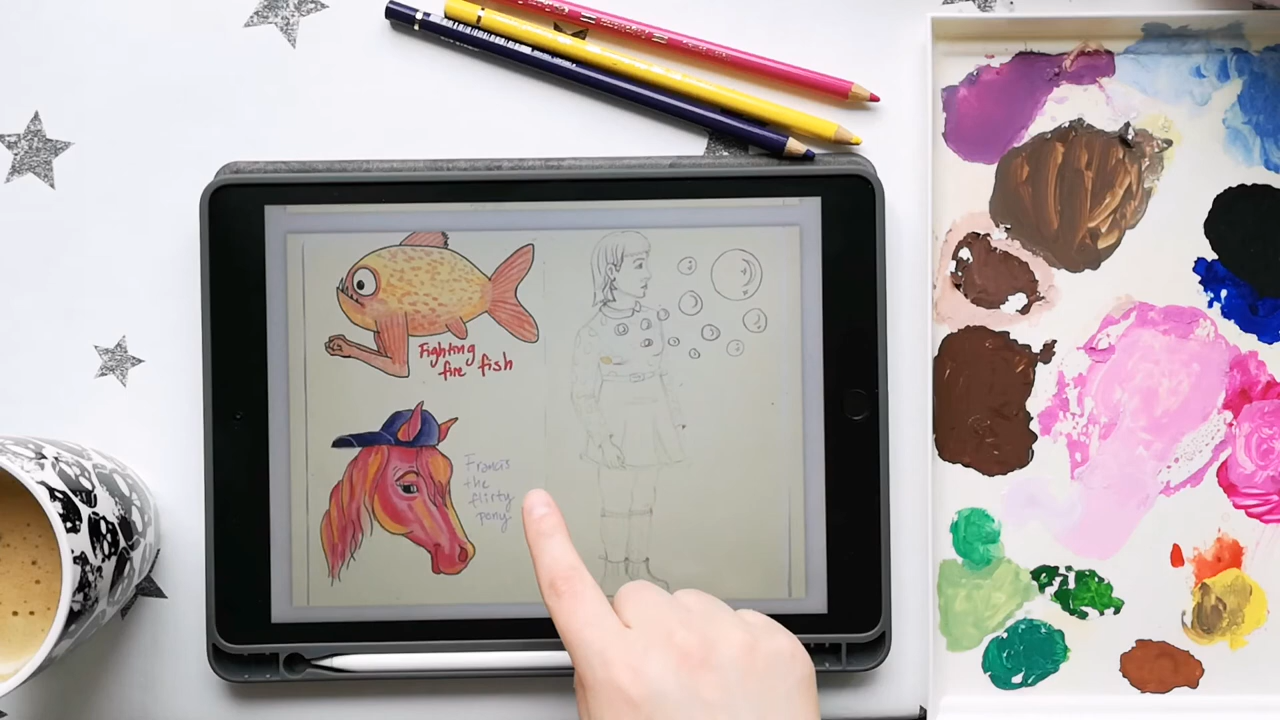 Fighting
fire fish
Francis
the
flirty
pony.